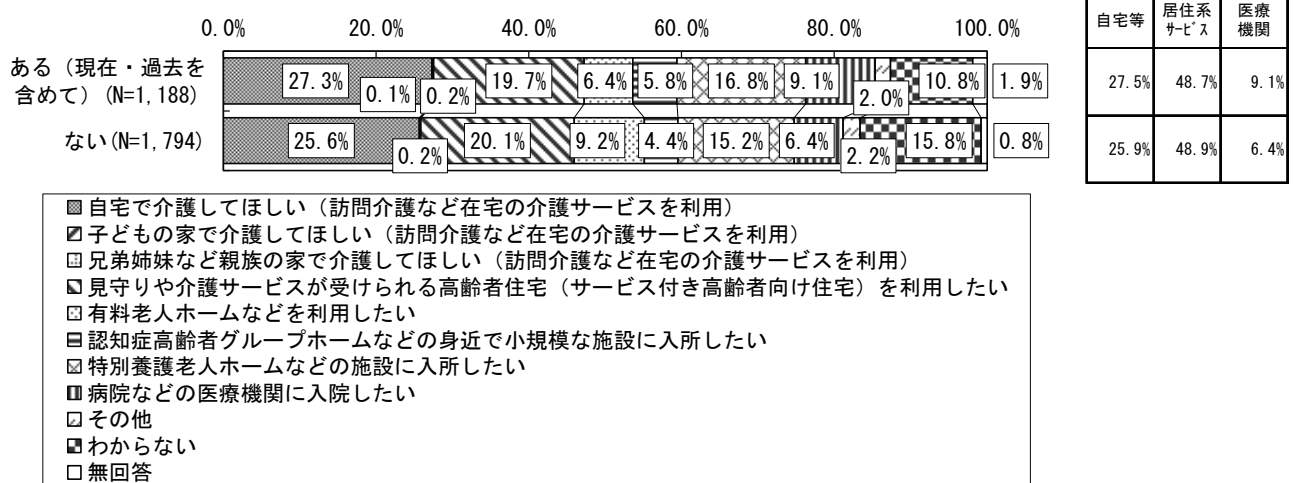 0.0% 20.0% 40.0% 60.0% 80.0% 100.0%
自宅等 居住系サービス 医療機関
ある（現在・過去を含めて）(N=1,188)
27.3% 0.1% 0.2% 19.7% 6.4% 5.8% 16.8% 9.1% 2.0% 10.8% 1.9%
27.5% 48.7% 9.1%
ない(N=1,794)
25.6% 0.2% 20.1% 9.2% 4.4% 15.2% 6.4% 2.2% 15.8% 0.8%
25.9% 48.9% 6.4%
自宅で介護してほしい（訪問介護など在宅の介護サービスを利用）
子どもの家で介護してほしい（訪問介護など在宅の介護サービスを利用）
兄弟姉妹など親族の家で介護してほしい（訪問介護など在宅の介護サービスを利用）
見守りや介護サービスが受けられる高齢者住宅（サービス付き高齢者向け住宅）を利用したい
有料老人ホームなどを利用したい
認知症高齢者グループホームなどの身近で小規模な施設に入所したい
特別養護老人ホームなどの施設に入所したい
病院などの医療機関に入院したい
その他
わからない
無回答